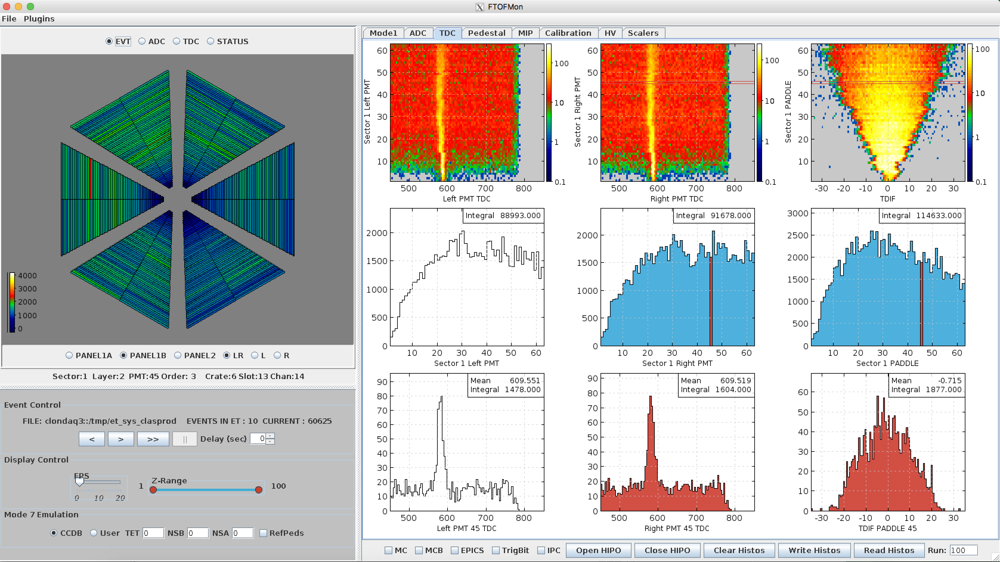 FTOFMon
File Plugins
EVT ADC TDC STATUS
4000
3000
2000
1000
0
PANEL1A PANEL1B PANEL2 LR L R
Sector:1 Layer:2 PMT:45 Order: 3 Crate:6 Slot:13 Chan:14
Event Control
FILE: clondaq3::/tmp/et_sys_clasprod EVENTS IN ET : 10 CURRENT : 60625
< > >> || Delay (sec) 0
Display Control
FPS
0 10 20
1 Z-Range 100
Mode 7 Emulation
CCDB User TET 0 NSB 0 NSA 0 RefPeds
Mode1 ADC TDC Pedestal MIP Calibration HV Scalers
Sector 1 Left PMT
60
50
40
30
20
10
500 600 700 800
Left PMT TDC
100
10
1
0.1
Sector 1 Right PMT
60
50
40
30
20
10
500 600 700 800
Right PMT TDC
100
10
1
0.1
Sector 1 PADDLE
60
50
40
30
20
10
-30 -20 -10 0 10 20 30
TDIF
100
10
1
0.1
Integral 88993.000
2000
1500
1000
500
0
10 20 30 40 50 60
Sector 1 Left PMT
Integral 91678.000
2000
1500
1000
500
0
10 20 30 40 50 60
Sector 1 Right PMT
Integral 114633.000
3000
2500
2000
1500
1000
500
0
10 20 30 40 50 60
Sector 1 PADDLE
Mean 609.551
Integral 1478.000
90
80
70
60
50
40
30
20
10
0
500 600 700 800
Left PMT 45 TDC
Mean 609.519
Integral 1604.000
90
80
70
60
50
40
30
20
10
0
500 600 700 800
Right PMT 45 TDC
Mean -0.715
Integral 1877.000
60
50
40
30
20
10
0
-30 -20 -10 0 10 20 30
TDIF PADDLE 45
MC MCB EPICS TrigBit IPC Open HIPO Close HIPO Clear Histos Write Histos Read Histos Run: 100